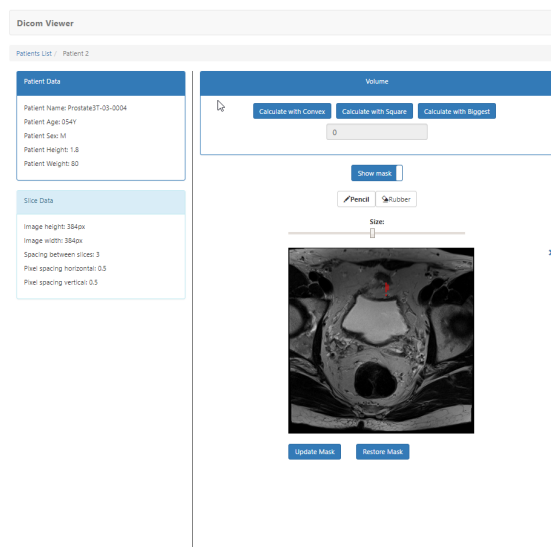 Dicom Viewer
Patients List / Patient 2
Patient Data
Patient Name: Prostate3T-03-0004
Patient Age: 054Y
Patient Sex: M
Patient Height: 1.8
Patient Weight: 80
Slice Data
Image height: 384px
Image width: 384px
Spacing between slices: 3
Pixel spacing horizontal: 0.5
Pixel spacing vertical: 0.5
Volume
Calculate with Convex Calculate with Square Calculate with Biggest
0
Show mask
Pencil Rubber
Size:
Update Mask Restore Mask